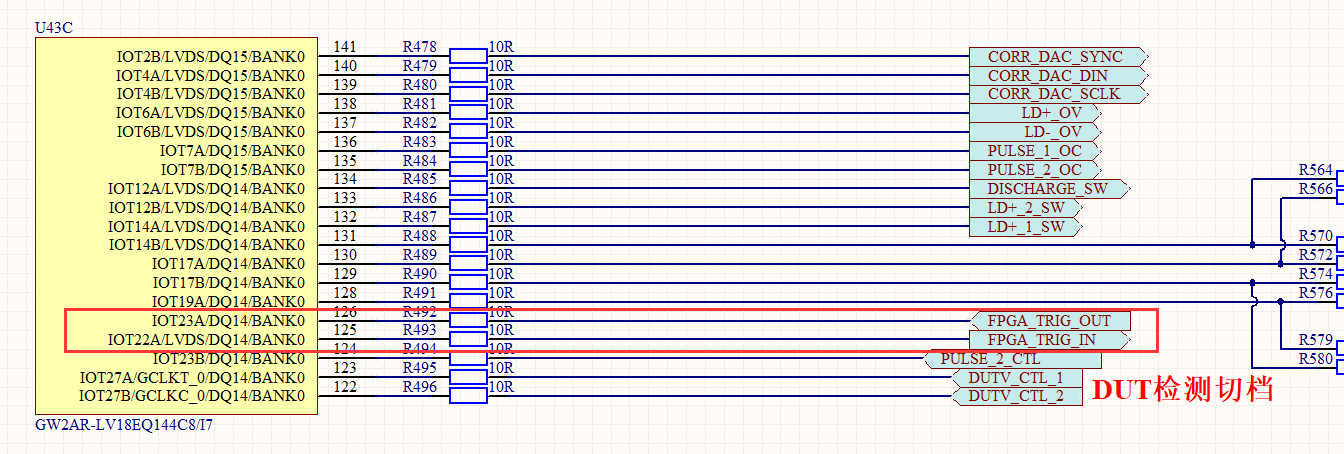 U43C
IOT2B/LVDS/DQ15/BANK0 141 R478 10R CORR_DAC_SYNC
IOT4A/LVDS/DQ15/BANK0 140 R479 10R CORR_DAC_DIN
IOT4B/LVDS/DQ15/BANK0 139 R480 10R CORR_DAC_SCLK
IOT6A/LVDS/DQ15/BANK0 138 R481 10R LD+_OV
IOT6B/LVDS/DQ15/BANK0 137 R482 10R LD-_OV
IOT7A/DQ15/BANK0 136 R483 10R PULSE_1_OC
IOT7B/DQ15/BANK0 135 R484 10R PULSE_2_OC
IOT12A/LVDS/DQ14/BANK0 134 R485 10R DISCHARGE_SW R564
IOT12B/LVDS/DQ14/BANK0 133 R486 10R LD+_2_SW R566
IOT14A/LVDS/DQ14/BANK0 132 R487 10R LD+_1_SW
IOT14B/LVDS/DQ14/BANK0 131 R488 10R R570
IOT17A/DQ14/BANK0 130 R489 10R R572
IOT17B/DQ14/BANK0 129 R490 10R R574
IOT19A/DQ14/BANK0 128 R491 10R R576
IOT23A/DQ14/BANK0 126 R492 10R FPGA_TRIG_OUT
IOT22A/LVDS/DQ14/BANK0 125 R493 10R FPGA_TRIG_IN R579
IOT23B/DQ14/BANK0 124 R494 10R PULSE_2_CTL R580
IOT27A/GCLKT_0/DQ14/BANK0 123 R495 10R DUTV_CTL_1
IOT27B/GCLKC_0/DQ14/BANK0 122 R496 10R DUTV_CTL_2
DUT检测切档
GW2AR-LV18EQ144C8/I7